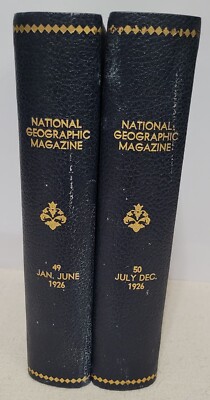 NATIONAL
GEOGRAPHIC
MAGAZINE
49
JAN. JUNE
1926
NATIONAL
GEOGRAPHIC
MAGAZINE
50
JULY DEC.
1926